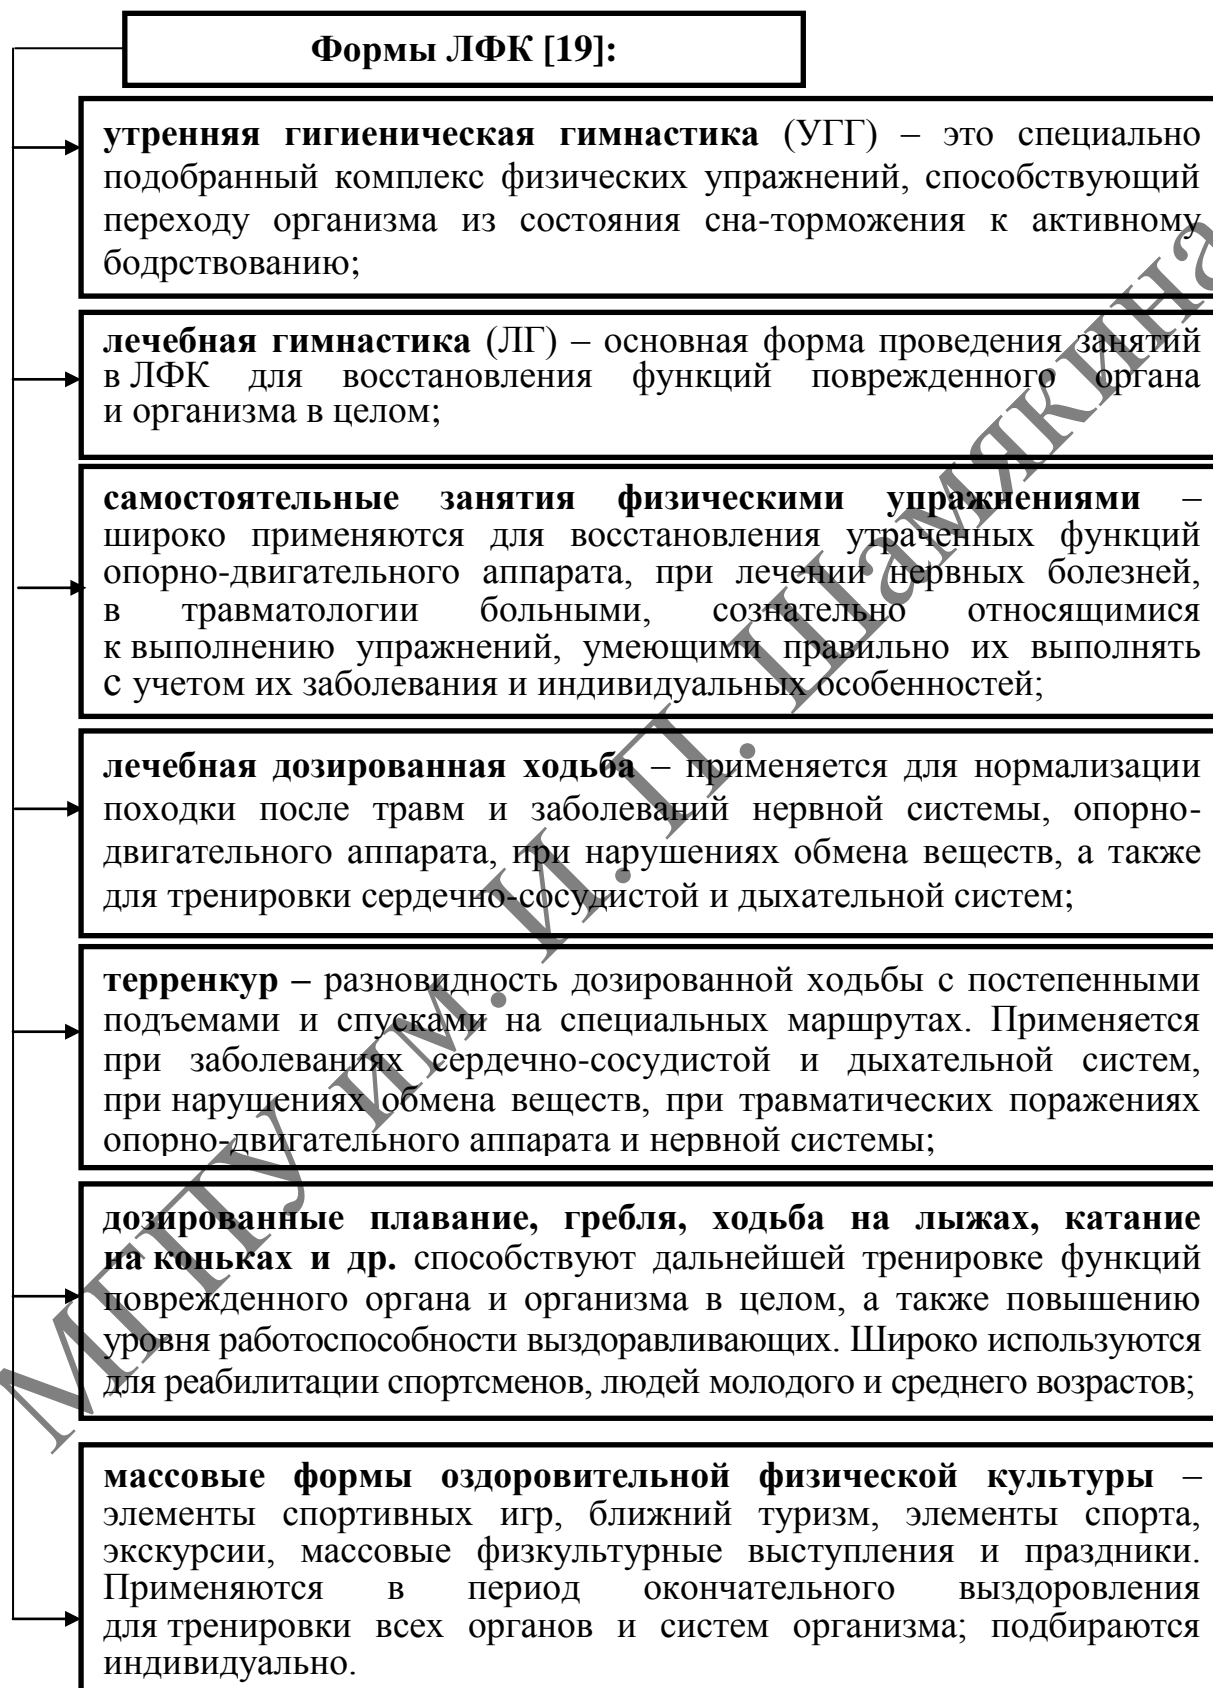 Формы ЛФК [19]:
утренняя гигиеническая гимнастика (УГГ) – это специально
подобранный комплекс физических упражнений, способствующий
переходу организма из состояния сна-торможения к активному
бодрствованию;
лечебная гимнастика (ЛГ) – основная форма проведения занятий
в ЛФК для восстановления функций поврежденного органа
и организма в целом;
самостоятельные занятия физическими упражнениями –
широко применяются для восстановления утраченных функций
опорно-двигательного аппарата, при лечении нервных болезней,
в травматологии больными, сознательно относящимися
к выполнению упражнений, умеющими правильно их выполнять
с учетом их заболевания и индивидуальных особенностей;
лечебная дозированная ходьба – применяется для нормализации
походки после травм и заболеваний нервной системы, опорно-
двигательного аппарата, при нарушениях обмена веществ, а также
для тренировки сердечно-сосудистой и дыхательной систем;
терренкур – разновидность дозированной ходьбы с постепенными
подъемами и спусками на специальных маршрутах. Применяется
при заболеваниях сердечно-сосудистой и дыхательной систем,
при нарушениях обмена веществ, при травматических поражениях
опорно-двигательного аппарата и нервной системы;
дозированные плавание, гребля, ходьба на лыжах, катание
на коньках и др. способствуют дальнейшей тренировке функций
поврежденного органа и организма в целом, а также повышению
уровня работоспособности выздоравливающих. Широко используются
для реабилитации спортсменов, людей молодого и среднего возрастов;
массовые формы оздоровительной физической культуры –
элементы спортивных игр, ближний туризм, элементы спорта,
экскурсии, массовые физкультурные выступления и праздники.
Применяются в период окончательного выздоровления
для тренировки всех органов и систем организма; подбираются
индивидуально.
МГПУ им. И. П. Шамякина